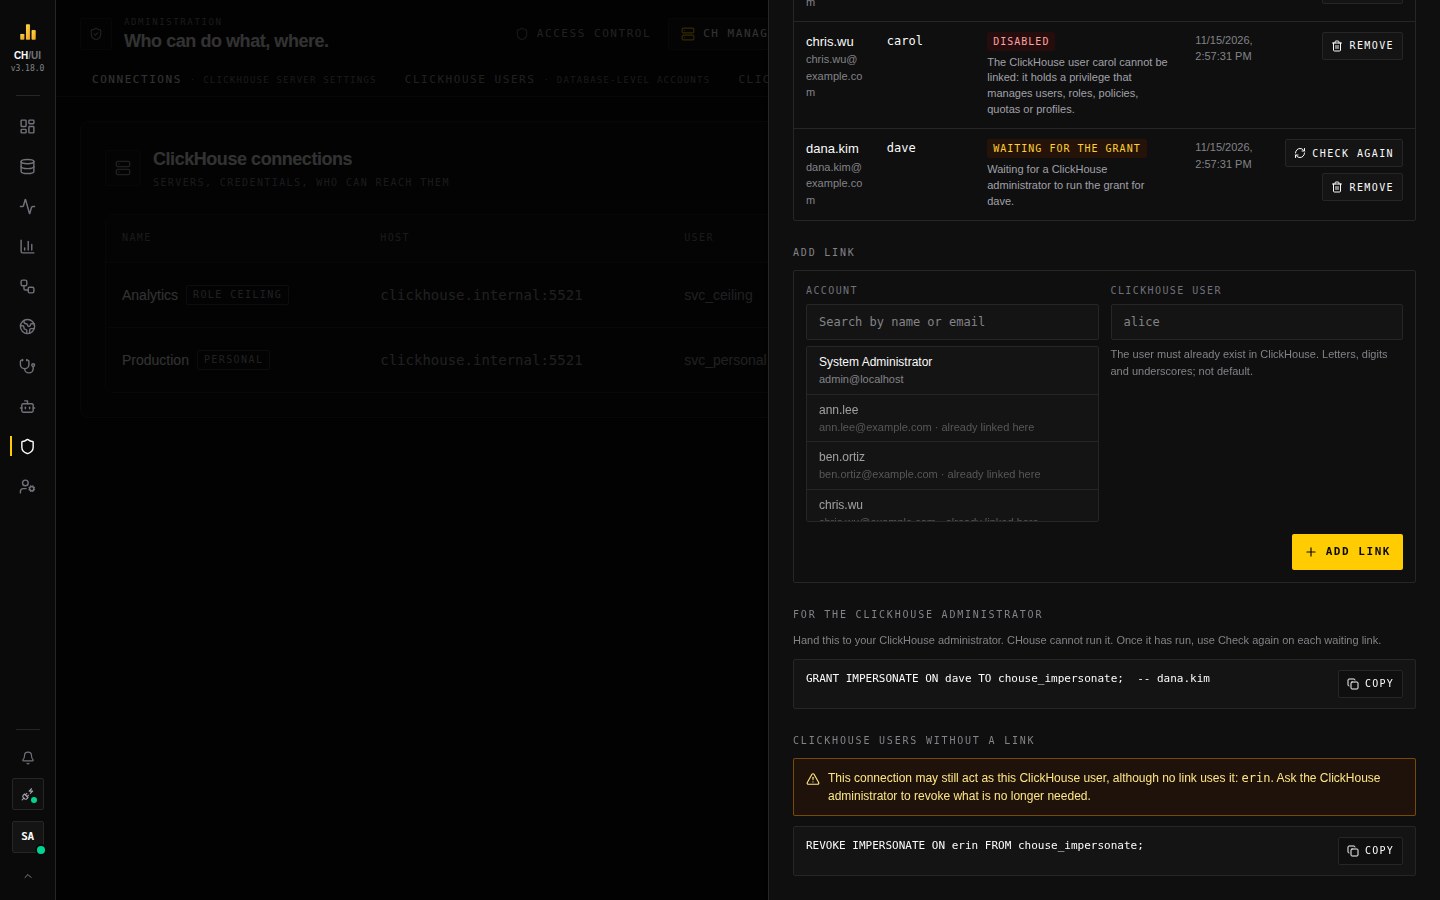 CH/UI
v3.18.0
ADMINISTRATION
Who can do what, where.
ACCESS CONTROL
CH MANAG
CONNECTIONS · CLICKHOUSE SERVER SETTINGS
CLICKHOUSE USERS · DATABASE-LEVEL ACCOUNTS
CLIC
ClickHouse connections
SERVERS, CREDENTIALS, WHO CAN REACH THEM
NAME HOST USER
Analytics ROLE CEILING clickhouse.internal:5521 svc_ceiling
Production PERSONAL clickhouse.internal:5521 svc_personal
SA
m
chris.wu
chris.wu@
example.co
m
carol
DISABLED
The ClickHouse user carol cannot be
linked: it holds a privilege that
manages users, roles, policies,
quotas or profiles.
11/15/2026,
2:57:31 PM
REMOVE
dana.kim
dana.kim@
example.co
m
dave
WAITING FOR THE GRANT
Waiting for a ClickHouse
administrator to run the grant for
dave.
11/15/2026,
2:57:31 PM
CHECK AGAIN
REMOVE
ADD LINK
ACCOUNT
Search by name or email
System Administrator
admin@localhost
ann.lee
ann.lee@example.com · already linked here
ben.ortiz
ben.ortiz@example.com · already linked here
chris.wu
chris.wu@example.com · already linked here
CLICKHOUSE USER
alice
The user must already exist in ClickHouse. Letters, digits
and underscores; not default.
ADD LINK
FOR THE CLICKHOUSE ADMINISTRATOR
Hand this to your ClickHouse administrator. CHouse cannot run it. Once it has run, use Check again on each waiting link.
GRANT IMPERSONATE ON dave TO chouse_impersonate;  -- dana.kim
COPY
CLICKHOUSE USERS WITHOUT A LINK
This connection may still act as this ClickHouse user, although no link uses it: erin. Ask the ClickHouse
administrator to revoke what is no longer needed.
REVOKE IMPERSONATE ON erin FROM chouse_impersonate;
COPY